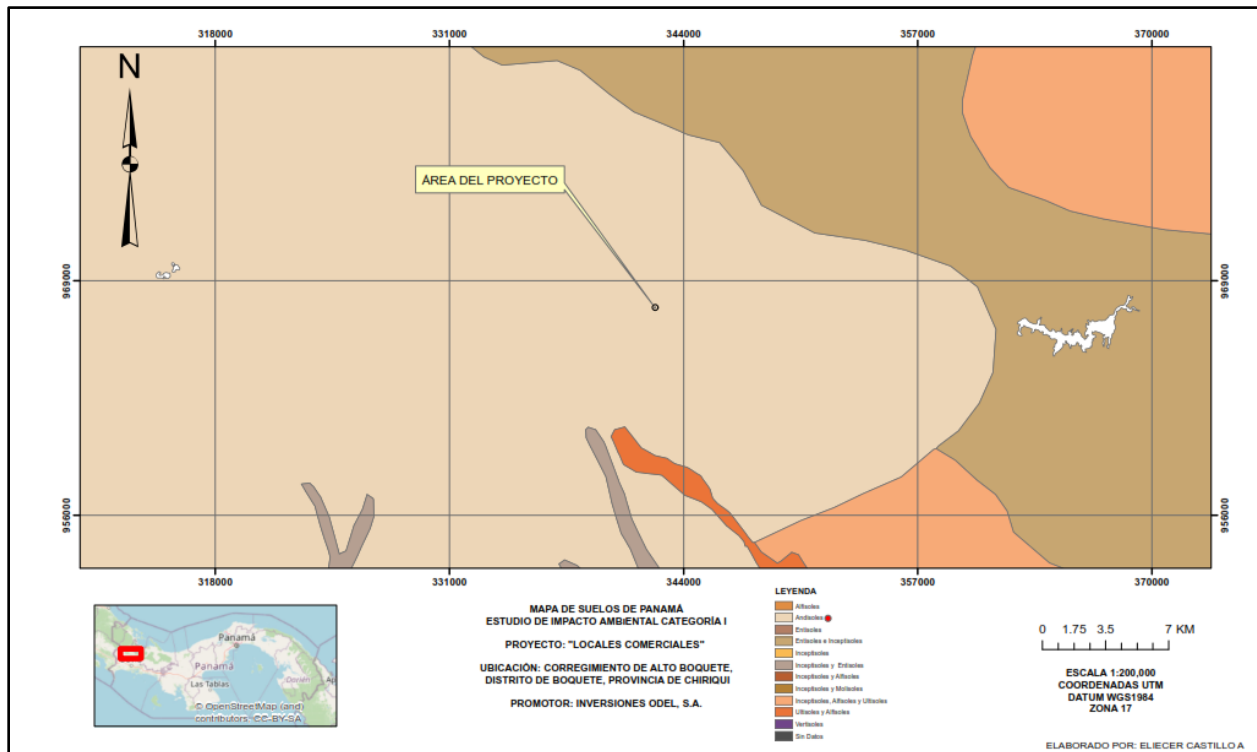 318000
331000
344000
357000
370000
N
ÁREA DEL PROYECTO
969000
969000
956000
956000
318000
331000
344000
357000
370000
MAPA DE SUELOS DE PANAMÁ
ESTUDIO DE IMPACTO AMBIENTAL CATEGORÍA I
PROYECTO: "LOCALES COMERCIALES"
UBICACIÓN: CORREGIMIENTO DE ALTO BOQUETE,
DISTRITO DE BOQUETE, PROVINCIA DE CHIRIQUI
PROMOTOR: INVERSIONES ODEL, S.A.
Panamá
Panamá
Las Tablas
Darién
© OpenStreetMap (and)
contributors, CC-BY-SA
LEYENDA
Alfisoles
Andisoles
Entisoles
Entisoles e Inceptisoles
Inceptisoles
Inceptisoles y Entisoles
Inceptisoles y Alfisoles
Inceptisoles y Molisoles
Inceptisoles, Alfisoles y Ultisoles
Ultisoles y Alfisoles
Vertisoles
Sin Datos
0 1.75 3.5 7 KM
ESCALA 1:200,000
COORDENADAS UTM
DATUM WGS1984
ZONA 17
ELABORADO POR: ELIECER CASTILLO A